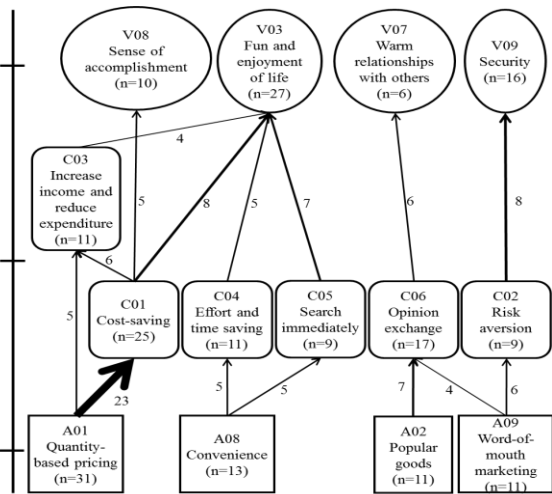 V08
Sense of
accomplishment
(n=10)
V03
Fun and
enjoyment
of life
(n=27)
V07
Warm
relationships
with others
(n=6)
V09
Security
(n=16)
4
C03
Increase
income and
reduce
expenditure
(n=11)
5
8
5
7
6
8
6
C01
Cost-saving
(n=25)
C04
Effort and
time saving
(n=11)
C05
Search
immediately
(n=9)
C06
Opinion
exchange
(n=17)
C02
Risk
aversion
(n=9)
5
23
5
5
7
4
6
A01
Quantity-
based pricing
(n=31)
A08
Convenience
(n=13)
A02
Popular
goods
(n=11)
A09
Word-of-
mouth
marketing
(n=11)